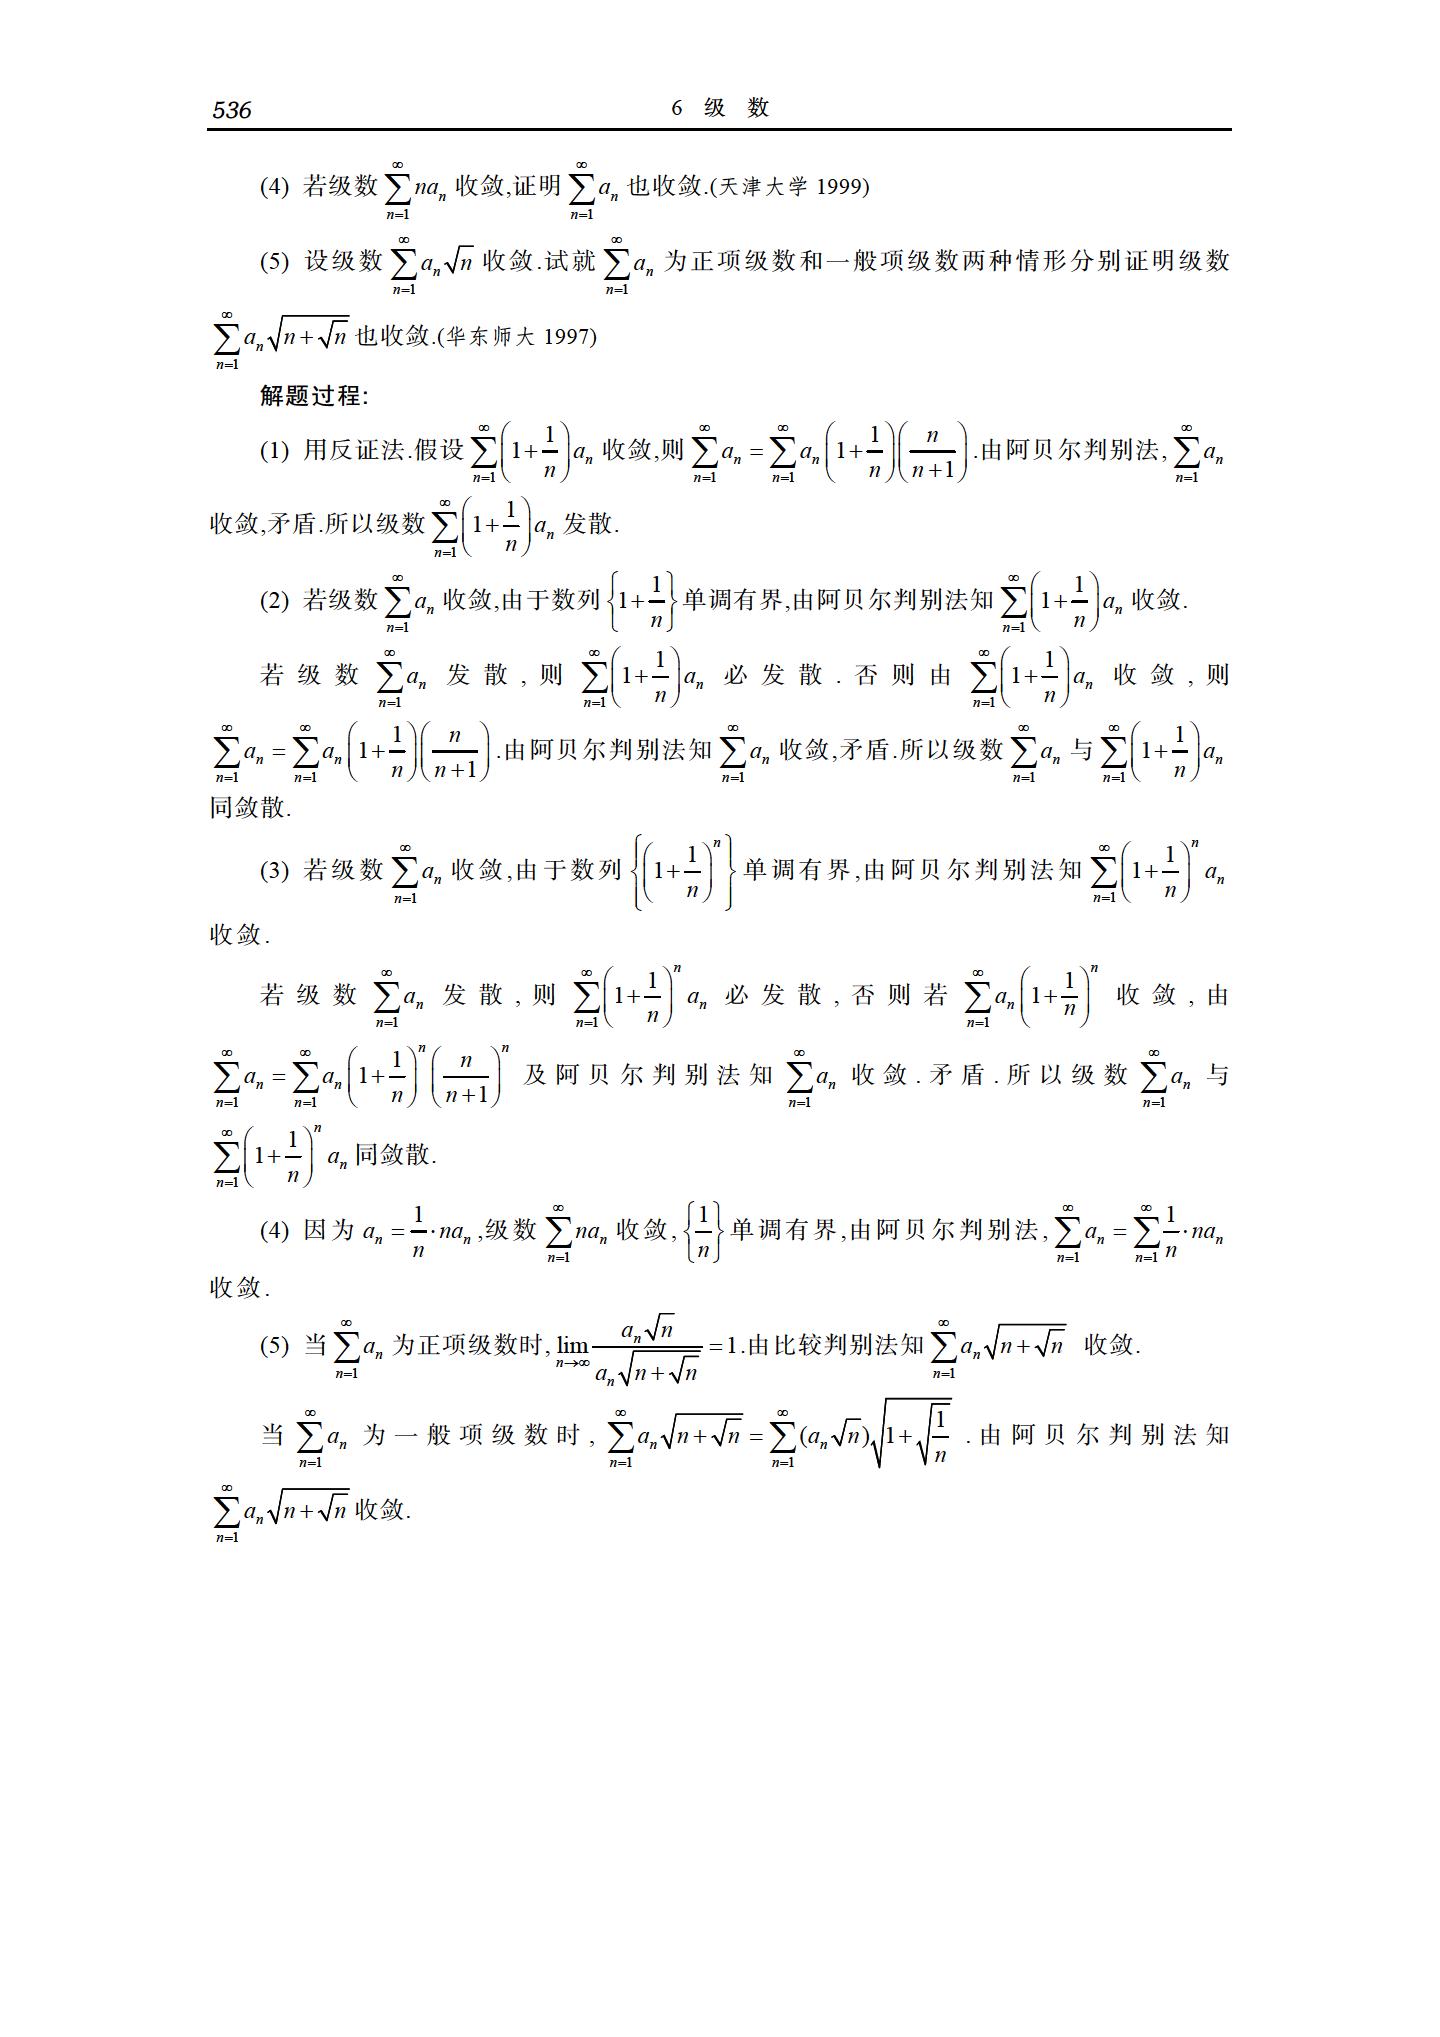 536 6 级 数
(4) 若级数 $\sum_{n=1}^{\infty} na_n$ 收敛,证明 $\sum_{n=1}^{\infty} a_n$ 也收敛.(天津大学 1999)
(5) 设级数 $\sum_{n=1}^{\infty} a_n\sqrt{n}$ 收敛.试就 $\sum_{n=1}^{\infty} a_n$ 为正项级数和一般项级数两种情形分别证明级数
$\sum_{n=1}^{\infty} a_n\sqrt{n+\sqrt{n}}$ 也收敛.(华东师大 1997)
解题过程:
(1) 用反证法.假设 $\sum_{n=1}^{\infty}\left(1+\frac{1}{n}\right)a_n$ 收敛,则 $\sum_{n=1}^{\infty} a_n=\sum_{n=1}^{\infty} a_n\left(1+\frac{1}{n}\right)\left(\frac{n}{n+1}\right)$.由阿贝尔判别法, $\sum_{n=1}^{\infty} a_n$
收敛,矛盾.所以级数 $\sum_{n=1}^{\infty}\left(1+\frac{1}{n}\right)a_n$ 发散.
(2) 若级数 $\sum_{n=1}^{\infty} a_n$ 收敛,由于数列 $\left\{1+\frac{1}{n}\right\}$ 单调有界,由阿贝尔判别法知 $\sum_{n=1}^{\infty}\left(1+\frac{1}{n}\right)a_n$ 收敛.
若级数 $\sum_{n=1}^{\infty} a_n$ 发散,则 $\sum_{n=1}^{\infty}\left(1+\frac{1}{n}\right)a_n$ 必发散.否则由 $\sum_{n=1}^{\infty}\left(1+\frac{1}{n}\right)a_n$ 收敛,则
$\sum_{n=1}^{\infty} a_n=\sum_{n=1}^{\infty} a_n\left(1+\frac{1}{n}\right)\left(\frac{n}{n+1}\right)$.由阿贝尔判别法知 $\sum_{n=1}^{\infty} a_n$ 收敛,矛盾.所以级数 $\sum_{n=1}^{\infty} a_n$ 与 $\sum_{n=1}^{\infty}\left(1+\frac{1}{n}\right)a_n$
同敛散.
(3) 若级数 $\sum_{n=1}^{\infty} a_n$ 收敛,由于数列 $\left\{\left(1+\frac{1}{n}\right)^n\right\}$ 单调有界,由阿贝尔判别法知 $\sum_{n=1}^{\infty}\left(1+\frac{1}{n}\right)^n a_n$
收敛.
若级数 $\sum_{n=1}^{\infty} a_n$ 发散,则 $\sum_{n=1}^{\infty}\left(1+\frac{1}{n}\right)^n a_n$ 必发散,否则若 $\sum_{n=1}^{\infty} a_n\left(1+\frac{1}{n}\right)^n$ 收敛,由
$\sum_{n=1}^{\infty} a_n=\sum_{n=1}^{\infty} a_n\left(1+\frac{1}{n}\right)^n\left(\frac{n}{n+1}\right)^n$ 及阿贝尔判别法知 $\sum_{n=1}^{\infty} a_n$ 收敛.矛盾.所以级数 $\sum_{n=1}^{\infty} a_n$ 与
$\sum_{n=1}^{\infty}\left(1+\frac{1}{n}\right)^n a_n$ 同敛散.
(4) 因为 $a_n=\frac{1}{n}\cdot na_n$,级数 $\sum_{n=1}^{\infty} na_n$ 收敛, $\left\{\frac{1}{n}\right\}$ 单调有界,由阿贝尔判别法, $\sum_{n=1}^{\infty} a_n=\sum_{n=1}^{\infty}\frac{1}{n}\cdot na_n$
收敛.
(5) 当 $\sum_{n=1}^{\infty} a_n$ 为正项级数时, $\lim_{n\to\infty}\frac{a_n\sqrt{n}}{a_n\sqrt{n+\sqrt{n}}}=1$.由比较判别法知 $\sum_{n=1}^{\infty} a_n\sqrt{n+\sqrt{n}}$ 收敛.
当 $\sum_{n=1}^{\infty} a_n$ 为一般项级数时, $\sum_{n=1}^{\infty} a_n\sqrt{n+\sqrt{n}}=\sum_{n=1}^{\infty}(a_n\sqrt{n})\sqrt{1+\sqrt{\frac{1}{n}}}$ .由阿贝尔判别法知
$\sum_{n=1}^{\infty} a_n\sqrt{n+\sqrt{n}}$ 收敛.